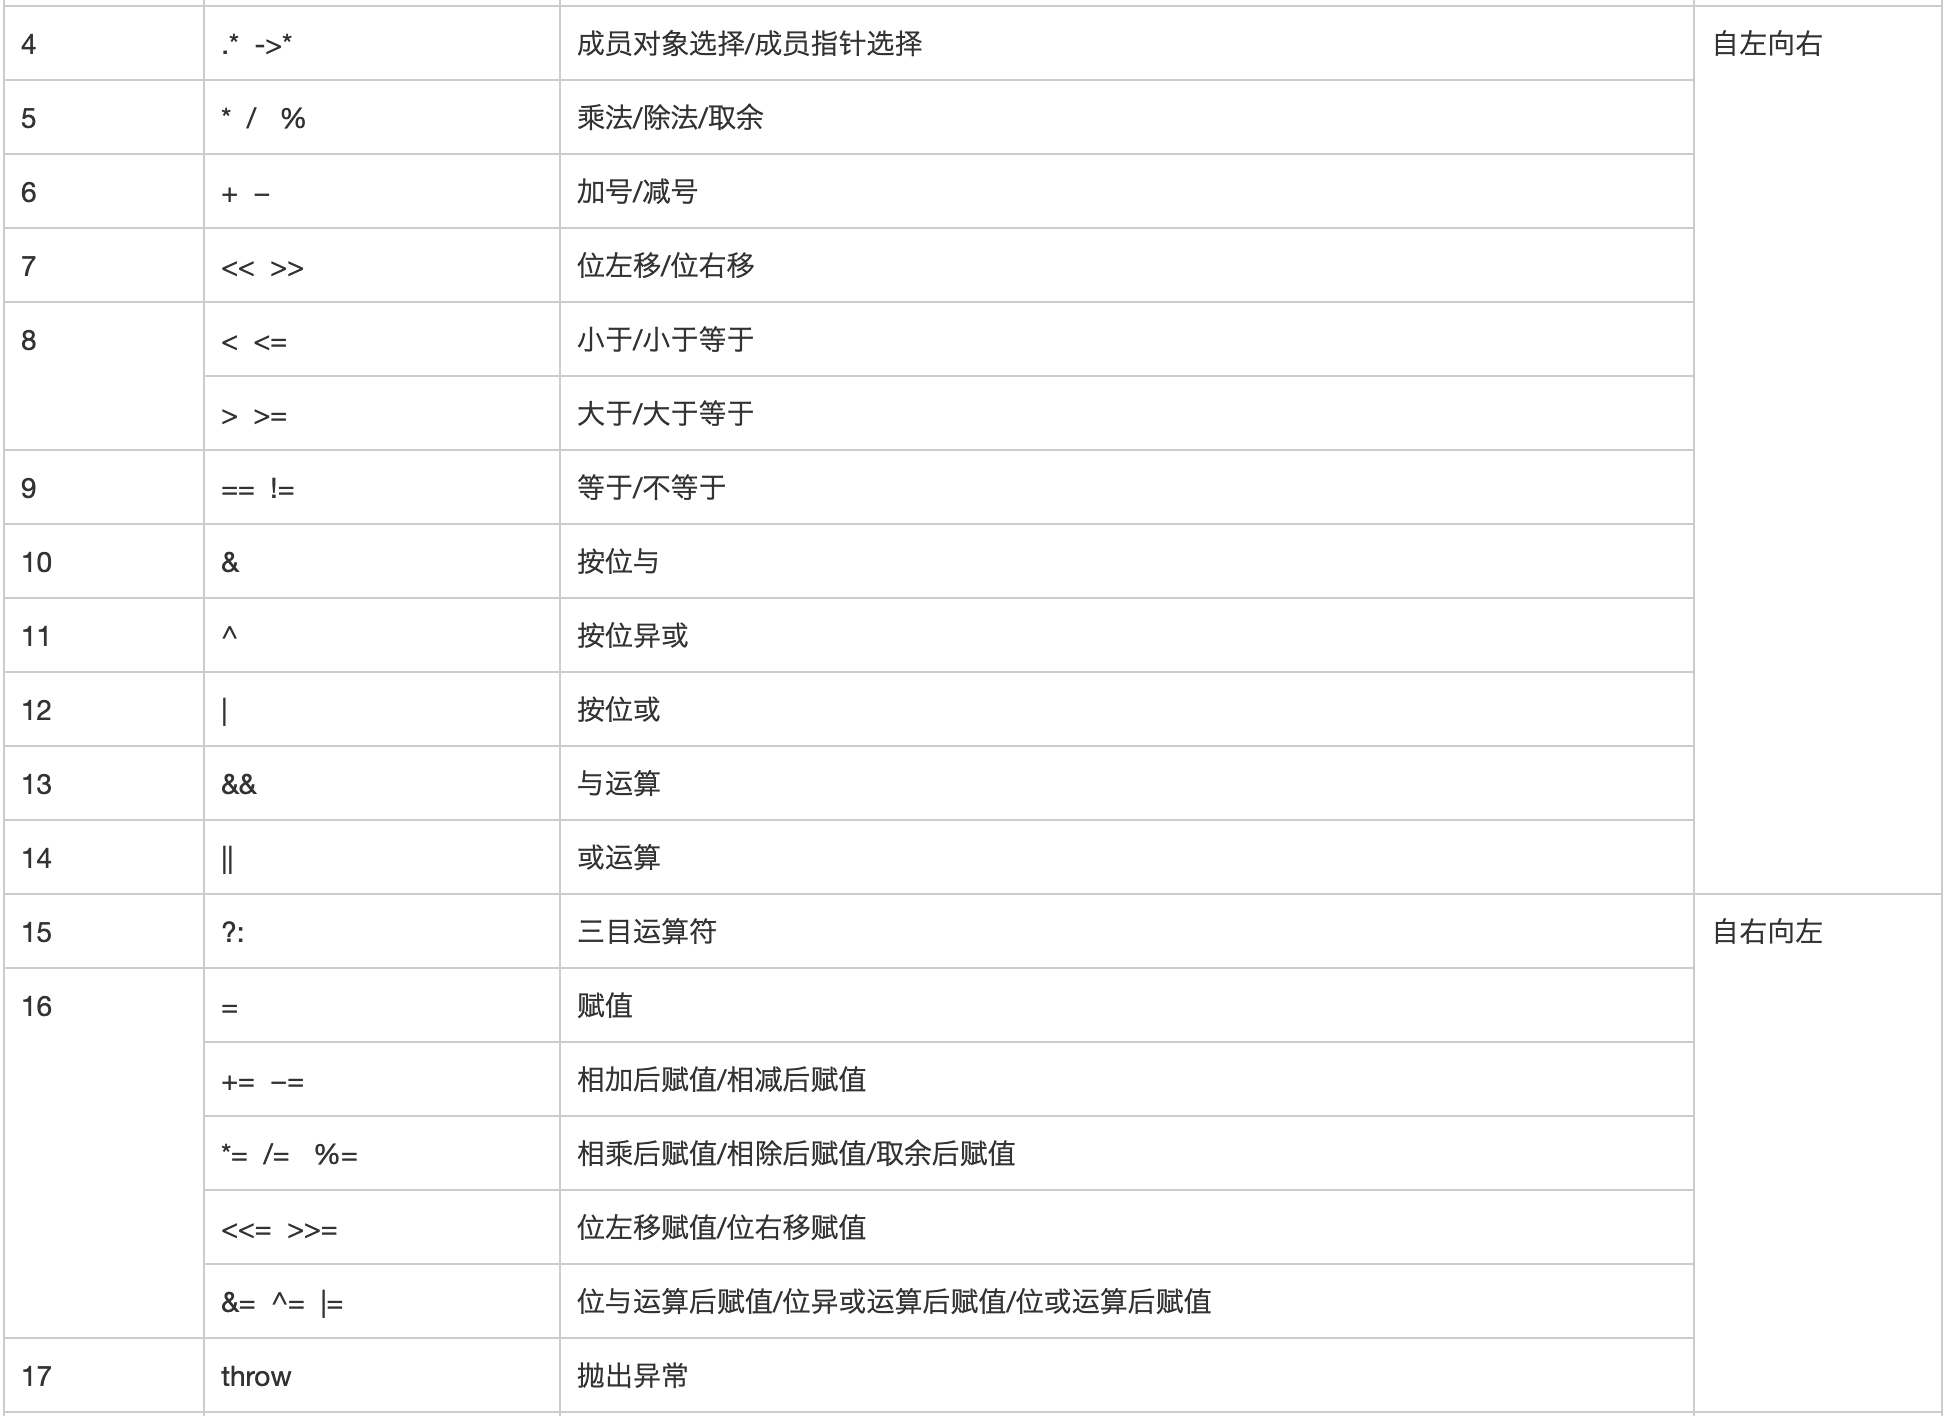 4 .* ->* 成员对象选择/成员指针选择 自左向右
5 * / % 乘法/除法/取余
6 + − 加号/减号
7 << >> 位左移/位右移
8 < <= 小于/小于等于
> >= 大于/大于等于
9 == != 等于/不等于
10 & 按位与
11 ^ 按位异或
12 | 按位或
13 && 与运算
14 || 或运算
15 ?: 三目运算符 自右向左
16 = 赋值
+= −= 相加后赋值/相减后赋值
*= /= %= 相乘后赋值/相除后赋值/取余后赋值
<<= >>= 位左移赋值/位右移赋值
&= ^= |= 位与运算后赋值/位异或运算后赋值/位或运算后赋值
17 throw 抛出异常